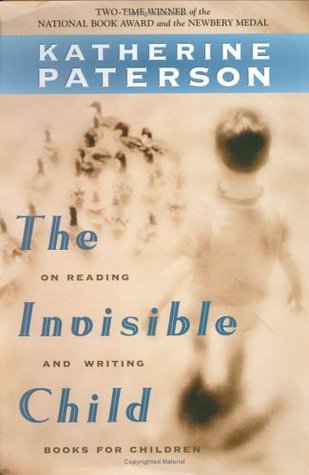 TWO-TIME WINNER of the
NATIONAL BOOK AWARD and the NEWBERY MEDAL
KATHERINE
PATERSON
The
ON READING
Invisible
AND WRITING
Child
BOOKS FOR CHILDREN